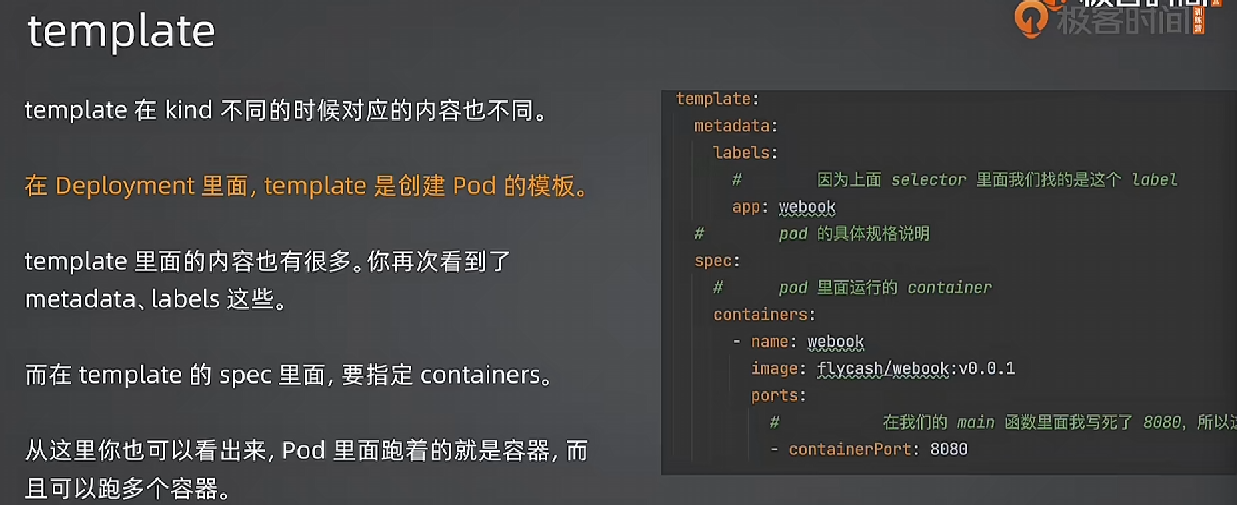 template
极客时间
训练营
template 在 kind 不同的时候对应的内容也不同。
在 Deployment 里面, template 是创建 Pod 的模板。
template 里面的内容也有很多。你再次看到了
metadata、labels 这些。
而在 template 的 spec 里面, 要指定 containers。
从这里你也可以看出来, Pod 里面跑着的就是容器, 而
且可以跑多个容器。
template:
metadata:
labels:
# 因为上面 selector 里面我们找的是这个 label
app: webook
# pod 的具体规格说明
spec:
# pod 里面运行的 container
containers:
- name: webook
image: flycash/webook:v0.0.1
ports:
# 在我们的 main 函数里面我写死了 8080, 所以
- containerPort: 8080